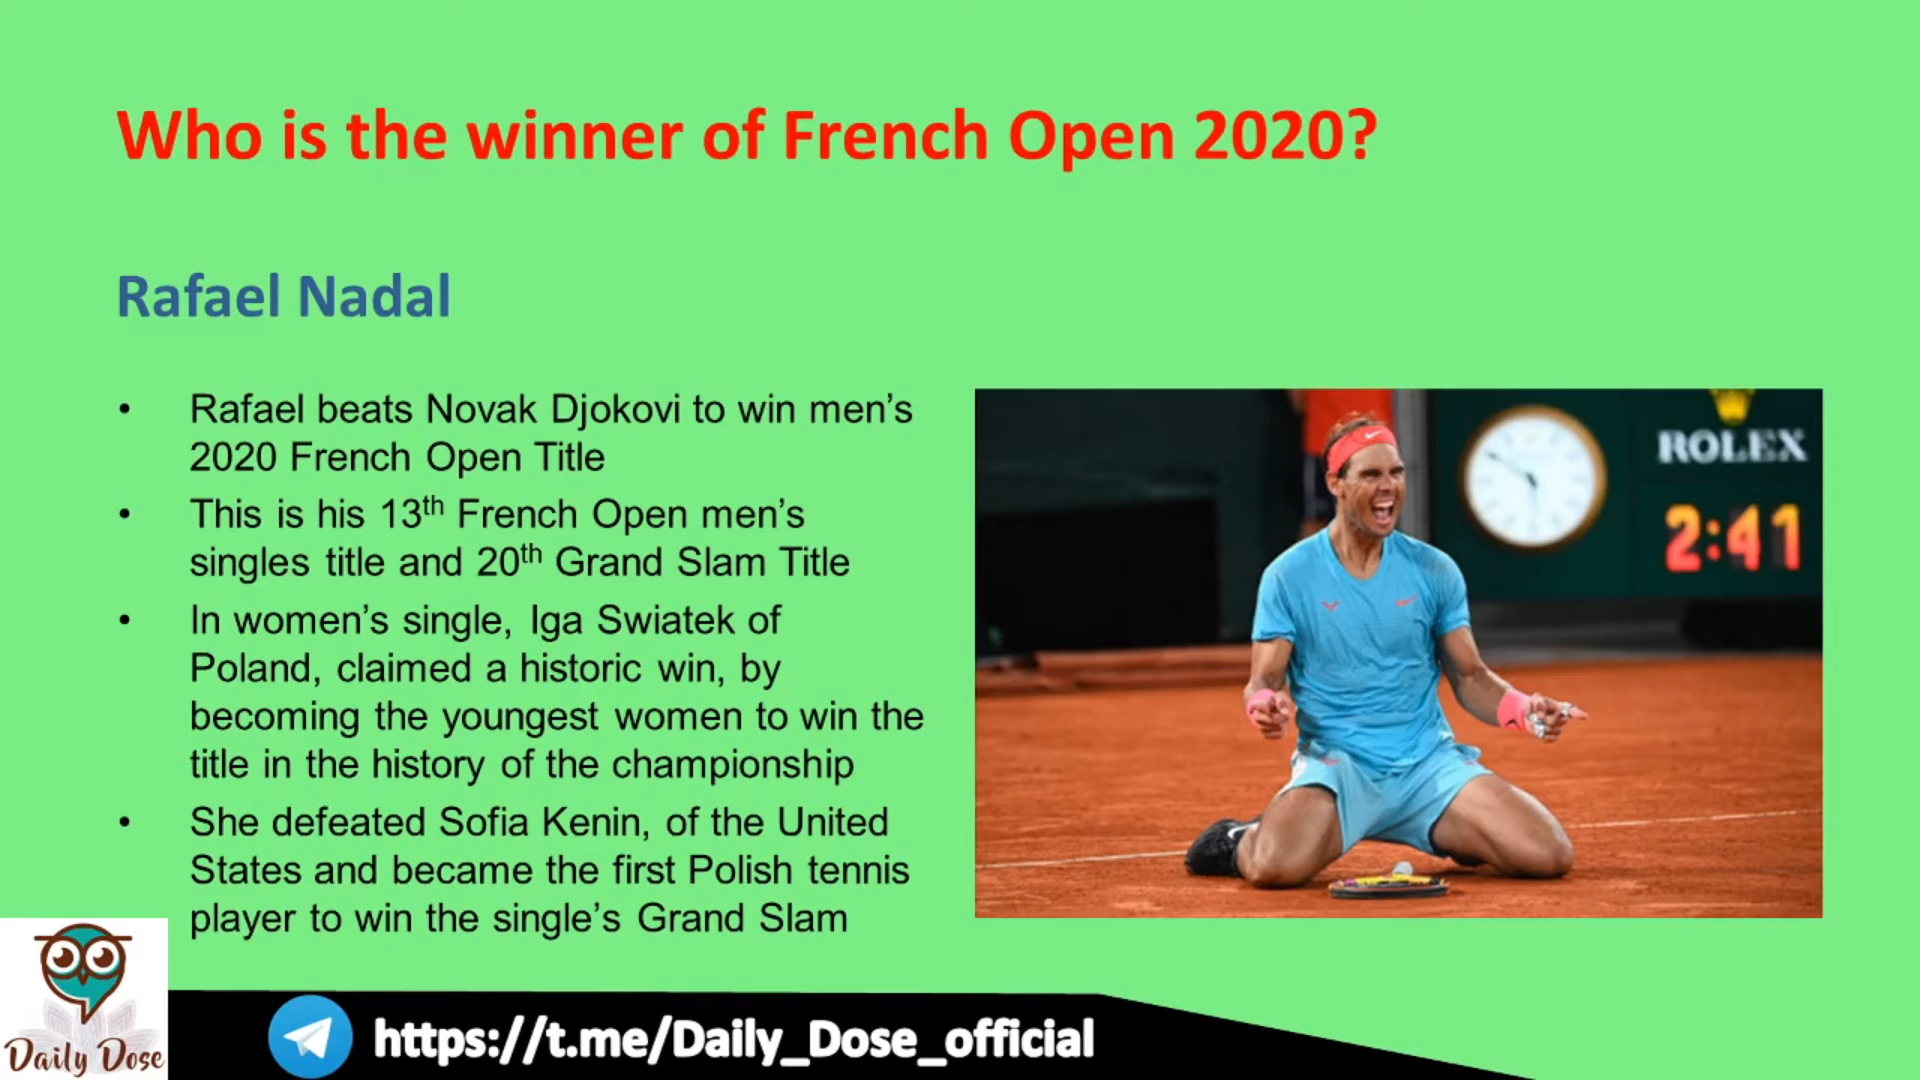 Who is the winner of French Open 2020?
Rafael Nadal
• Rafael beats Novak Djokovi to win men’s
2020 French Open Title
• This is his 13th French Open men’s
singles title and 20th Grand Slam Title
• In women’s single, Iga Swiatek of
Poland, claimed a historic win, by
becoming the youngest women to win the
title in the history of the championship
• She defeated Sofia Kenin, of the United
States and became the first Polish tennis
player to win the single’s Grand Slam
ROLEX
2:41
Daily Dose
https://t.me/Daily_Dose_official